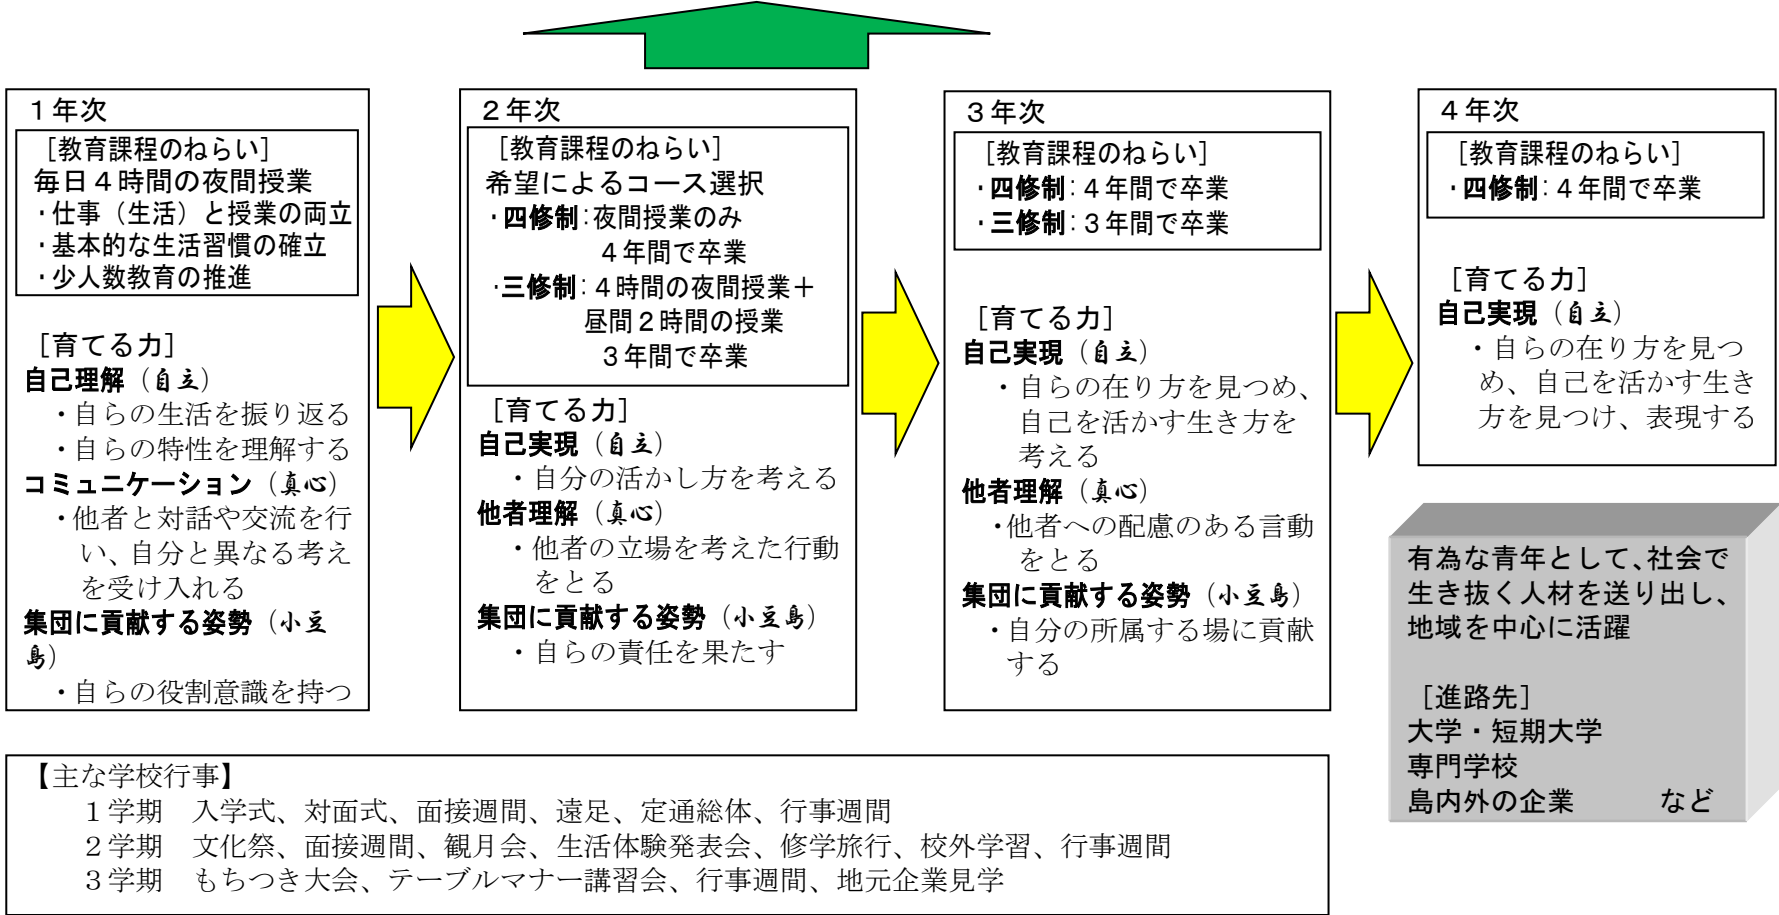 1年次
[教育課程のねらい]
毎日4時間の夜間授業
・仕事（生活）と授業の両立
・基本的な生活習慣の確立
・少人数教育の推進
[育てる力]
自己理解（自立）
・自らの生活を振り返る
・自らの特性を理解する
コミュニケーション（真心）
・他者と対話や交流を行
い、自分と異なる考え
を受け入れる
集団に貢献する姿勢（小豆
島）
・自らの役割意識を持つ
2年次
[教育課程のねらい]
希望によるコース選択
・四修制：夜間授業のみ
4年間で卒業
・三修制：4時間の夜間授業＋
昼間2時間の授業
3年間で卒業
[育てる力]
自己実現（自立）
・自分の活かし方を考える
他者理解（真心）
・他者の立場を考えた行動
をとる
集団に貢献する姿勢（小豆島）
・自らの責任を果たす
3年次
[教育課程のねらい]
・四修制：4年間で卒業
・三修制：3年間で卒業
[育てる力]
自己実現（自立）
・自らの在り方を見つめ、
自己を活かす生き方を
考える
他者理解（真心）
・他者への配慮のある言動
をとる
集団に貢献する姿勢（小豆島）
・自分の所属する場に貢献
する
4年次
[教育課程のねらい]
・四修制：4年間で卒業
[育てる力]
自己実現（自立）
・自らの在り方を見つ
め、自己を活かす生き
方を見つけ、表現する
有為な青年として、社会で
生き抜く人材を送り出し、
地域を中心に活躍
[進路先]
大学・短期大学
専門学校
島内外の企業　　　など
【主な学校行事】
1学期　入学式、対面式、面接週間、遠足、定通総体、行事週間
2学期　文化祭、面接週間、観月会、生活体験発表会、修学旅行、校外学習、行事週間
3学期　もちつき大会、テーブルマナー講習会、行事週間、地元企業見学